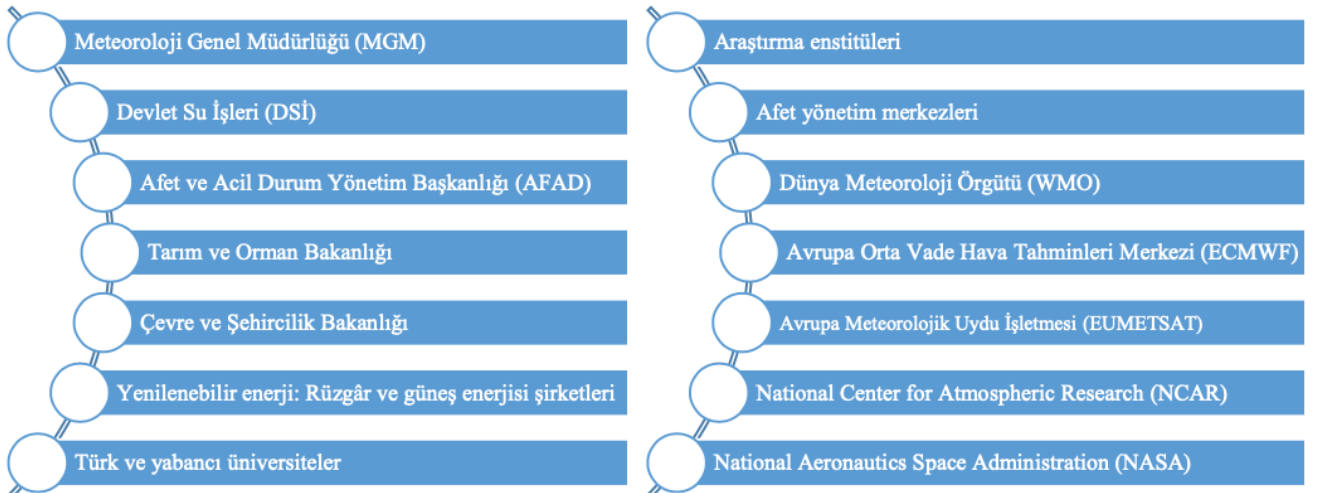 Meteoroloji Genel Müdürlüğü (MGM)
Devlet Su İşleri (DSİ)
Afet ve Acil Durum Yönetim Başkanlığı (AFAD)
Tarım ve Orman Bakanlığı
Çevre ve Şehircilik Bakanlığı
Yenilenebilir enerji: Rüzgâr ve güneş enerjisi şirketleri
Türk ve yabancı üniversiteler
Araştırma enstitüleri
Afet yönetim merkezleri
Dünya Meteoroloji Örgütü (WMO)
Avrupa Orta Vade Hava Tahminleri Merkezi (ECMWF)
Avrupa Meteorolojik Uydu İşletmesi (EUMETSAT)
National Center for Atmospheric Research (NCAR)
National Aeronautics Space Administration (NASA)